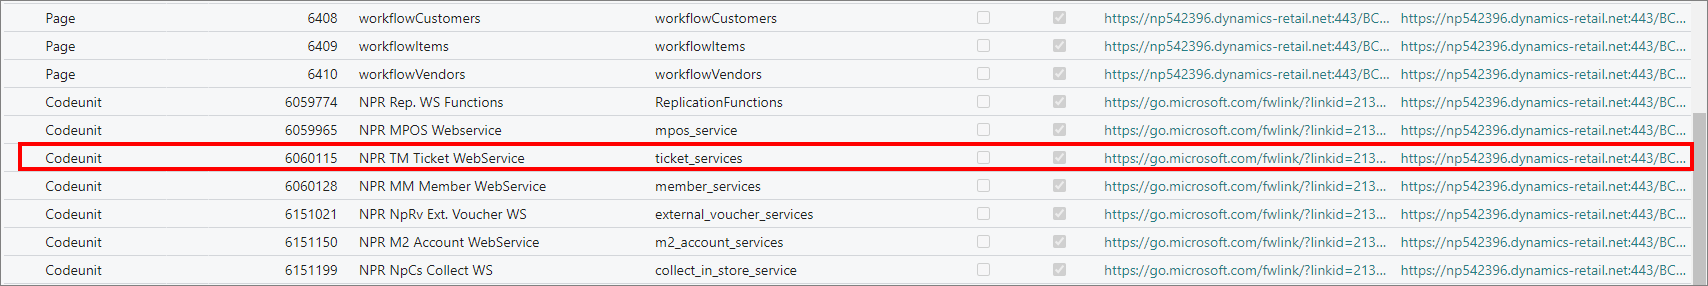 Page 6408 workflowCustomers workflowCustomers https://np542396.dynamics-retail.net:443/BC... https://np542396.dynamics-retail.net:443/BC...
Page 6409 workflowItems workflowItems https://np542396.dynamics-retail.net:443/BC... https://np542396.dynamics-retail.net:443/BC...
Page 6410 workflowVendors workflowVendors https://np542396.dynamics-retail.net:443/BC... https://np542396.dynamics-retail.net:443/BC...
Codeunit 6059774 NPR Rep. WS Functions ReplicationFunctions https://go.microsoft.com/fwlink/?linkid=213... https://np542396.dynamics-retail.net:443/BC...
Codeunit 6059965 NPR MPOS Webservice mpos_service https://go.microsoft.com/fwlink/?linkid=213... https://np542396.dynamics-retail.net:443/BC...
Codeunit 6060115 NPR TM Ticket WebService ticket_services https://go.microsoft.com/fwlink/?linkid=213... https://np542396.dynamics-retail.net:443/BC...
Codeunit 6060128 NPR MM Member WebService member_services https://go.microsoft.com/fwlink/?linkid=213... https://np542396.dynamics-retail.net:443/BC...
Codeunit 6151021 NPR NpRv Ext. Voucher WS external_voucher_services https://go.microsoft.com/fwlink/?linkid=213... https://np542396.dynamics-retail.net:443/BC...
Codeunit 6151150 NPR M2 Account WebService m2_account_services https://go.microsoft.com/fwlink/?linkid=213... https://np542396.dynamics-retail.net:443/BC...
Codeunit 6151199 NPR NpCs Collect WS collect_in_store_service https://go.microsoft.com/fwlink/?linkid=213... https://np542396.dynamics-retail.net:443/BC...